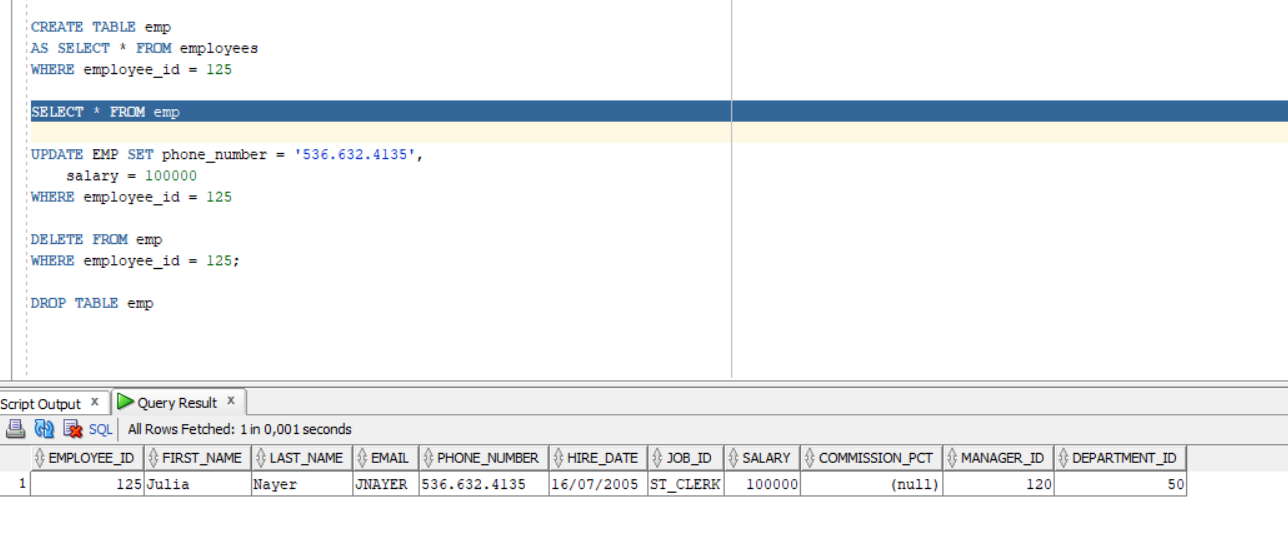 CREATE TABLE emp
AS SELECT * FROM employees
WHERE employee_id = 125
SELECT * FROM emp
UPDATE EMP SET phone_number = '536.632.4135',
salary = 100000
WHERE employee_id = 125
DELETE FROM emp
WHERE employee_id = 125;
DROP TABLE emp
Script Output x Query Result x
SQL All Rows Fetched: 1 in 0,001 seconds
EMPLOYEE_ID FIRST_NAME LAST_NAME EMAIL PHONE_NUMBER HIRE_DATE JOB_ID SALARY COMMISSION_PCT MANAGER_ID DEPARTMENT_ID
1 125 Julia Nayer JNAYER 536.632.4135 16/07/2005 ST_CLERK 100000 (null) 120 50